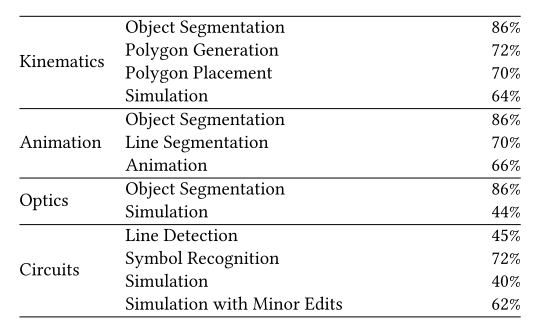 Kinematics
Object Segmentation 86%
Polygon Generation 72%
Polygon Placement 70%
Simulation 64%
Animation
Object Segmentation 86%
Line Segmentation 70%
Animation 66%
Optics
Object Segmentation 86%
Simulation 44%
Circuits
Line Detection 45%
Symbol Recognition 72%
Simulation 40%
Simulation with Minor Edits 62%